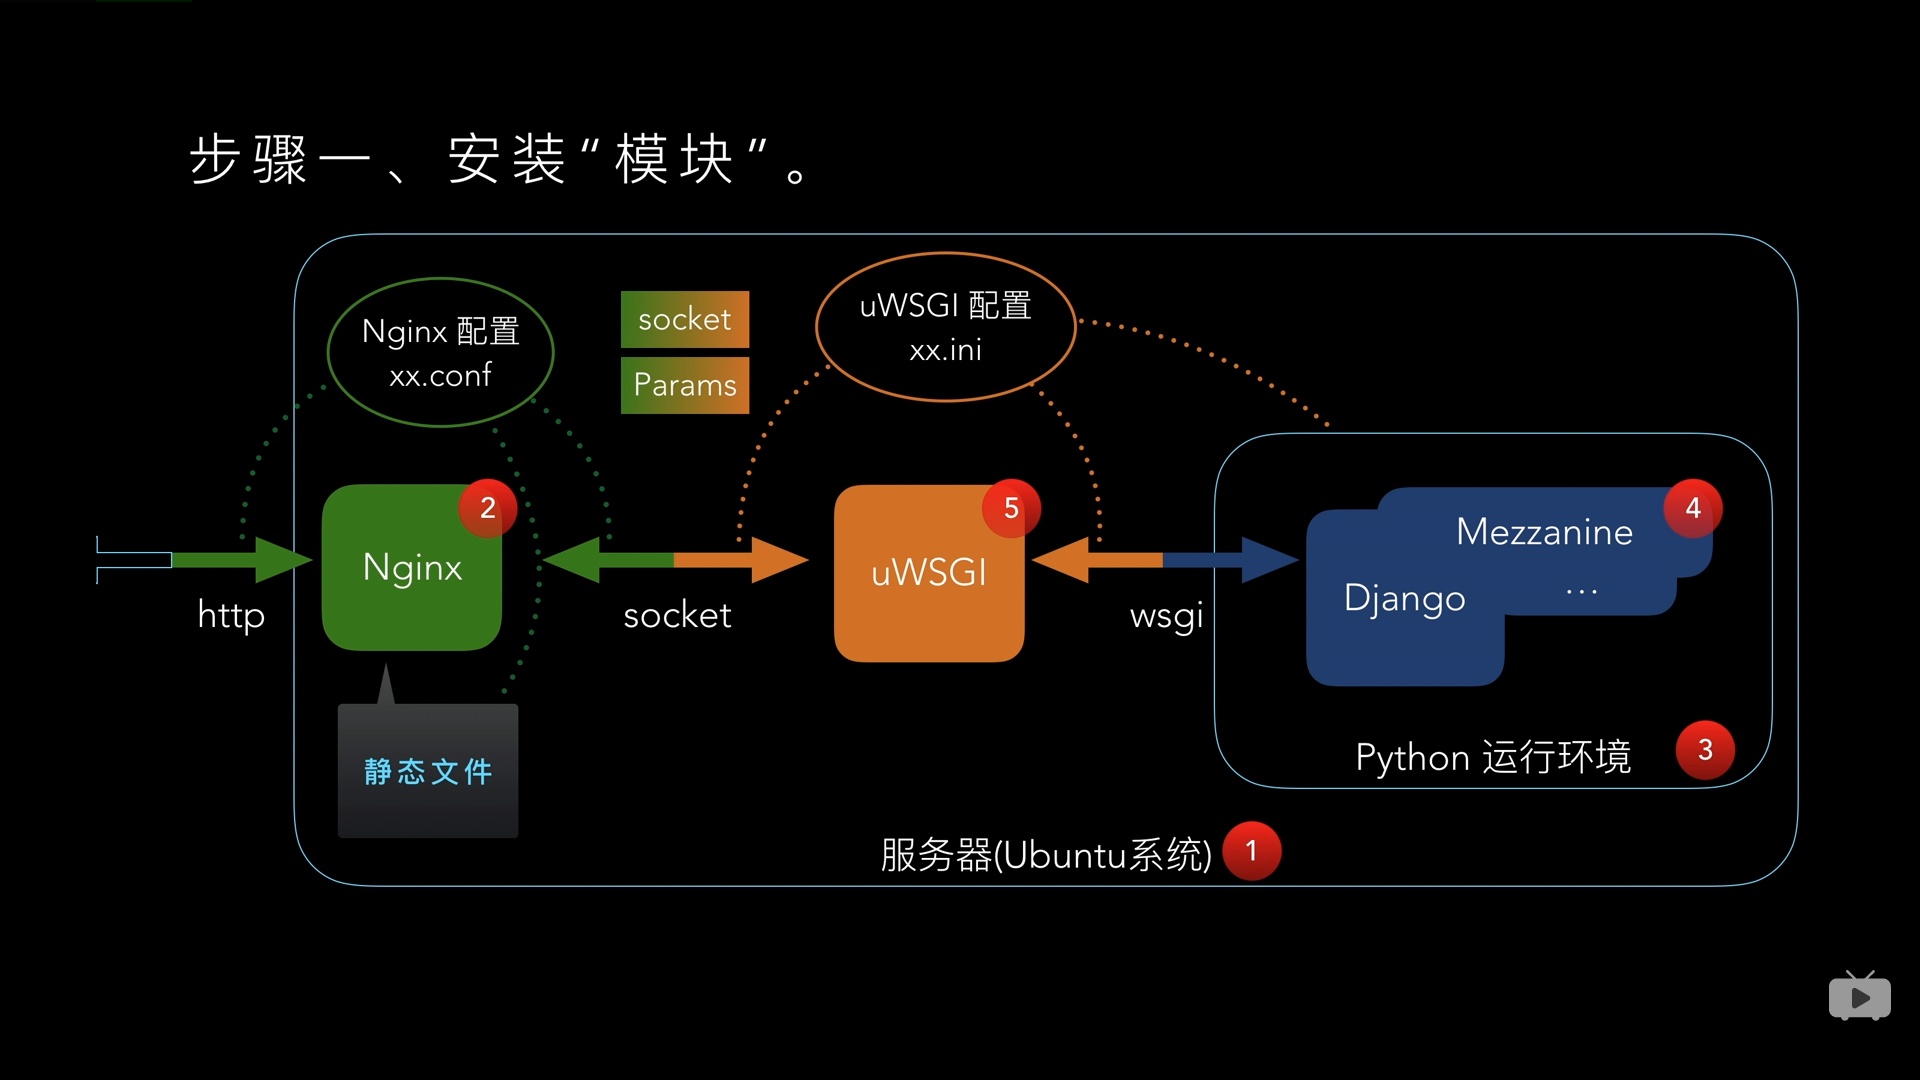 步骤一、安装“模块”。
Nginx 配置
xx.conf
socket
Params
uWSGI 配置
xx.ini
http
Nginx
2
socket
uWSGI
5
wsgi
Django
Mezzanine
...
4
静态文件
Python 运行环境
3
服务器(Ubuntu系统)
1